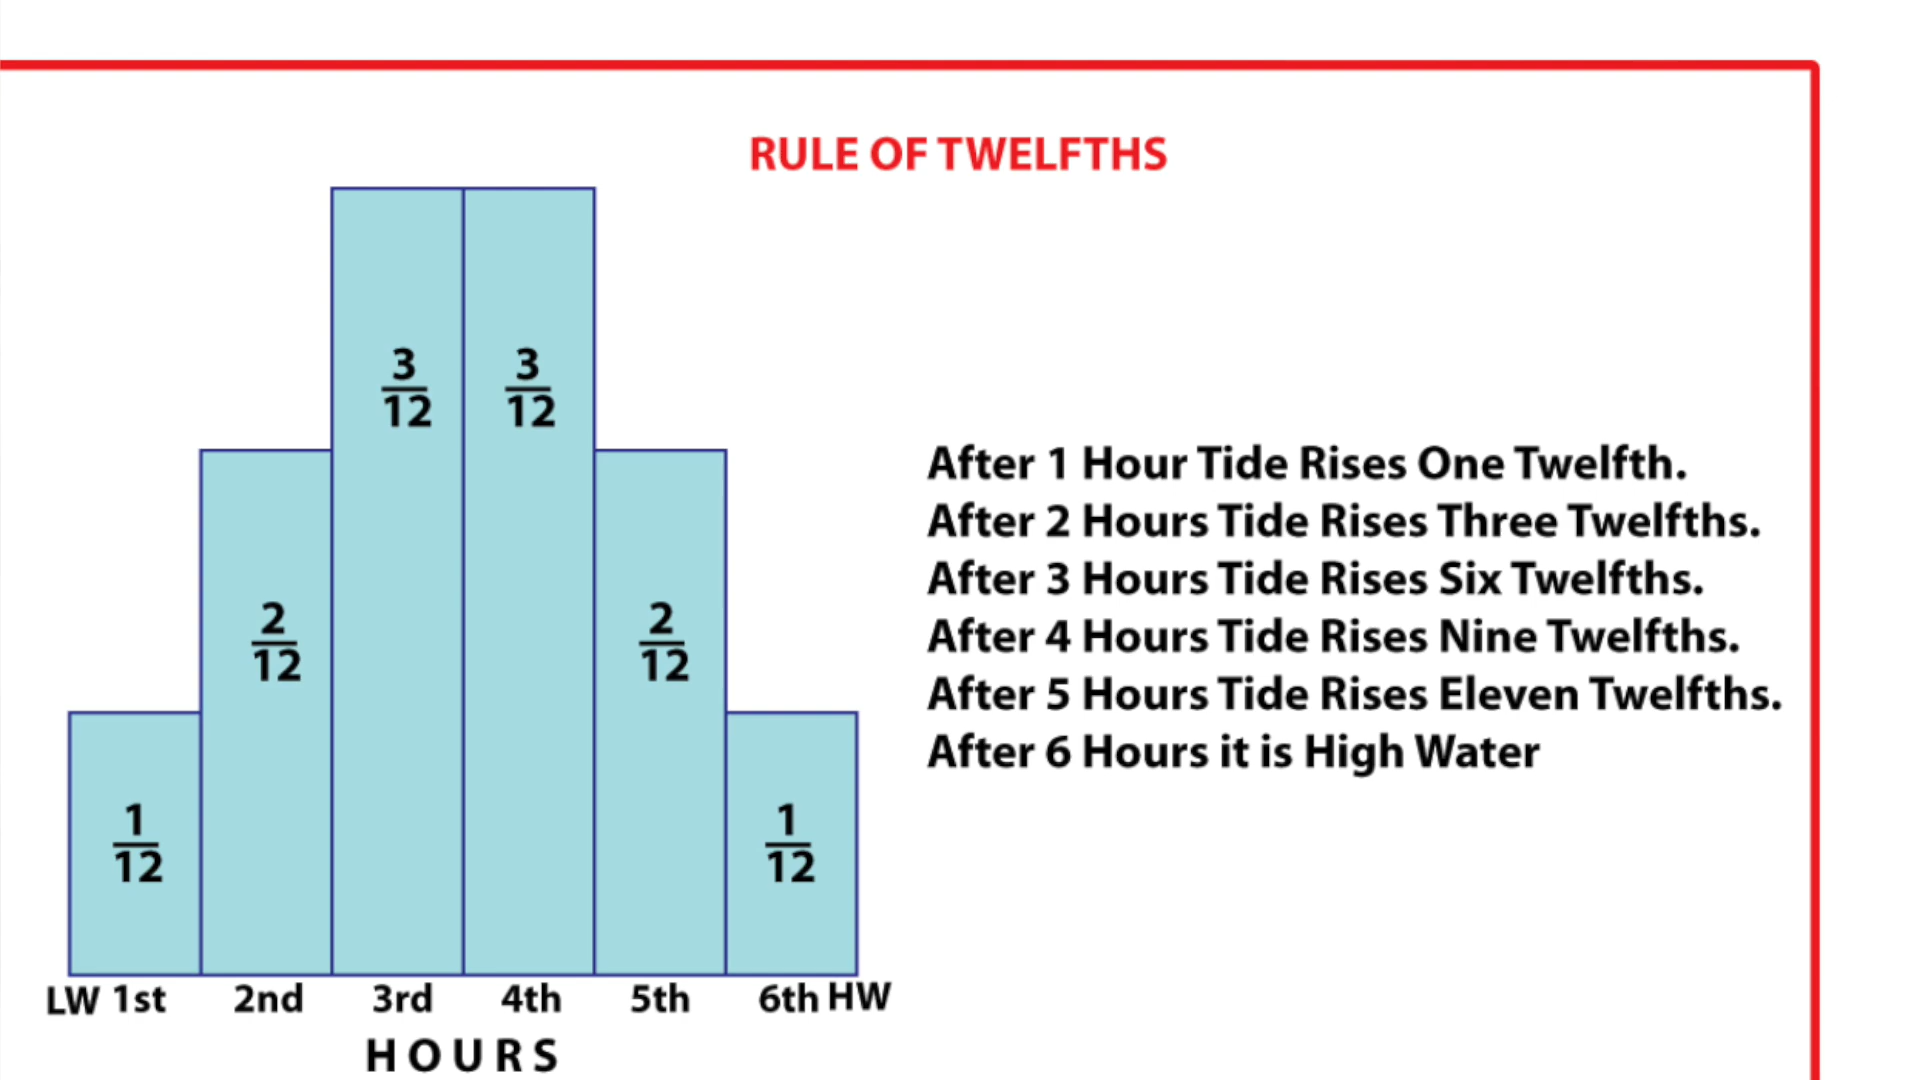 RULE OF TWELFTHS
3
12
3
12
2
12
2
12
1
12
1
12
After 1 Hour Tide Rises One Twelfth.
After 2 Hours Tide Rises Three Twelfths.
After 3 Hours Tide Rises Six Twelfths.
After 4 Hours Tide Rises Nine Twelfths.
After 5 Hours Tide Rises Eleven Twelfths.
After 6 Hours it is High Water
LW 1st 2nd 3rd 4th 5th 6th HW
HOURS